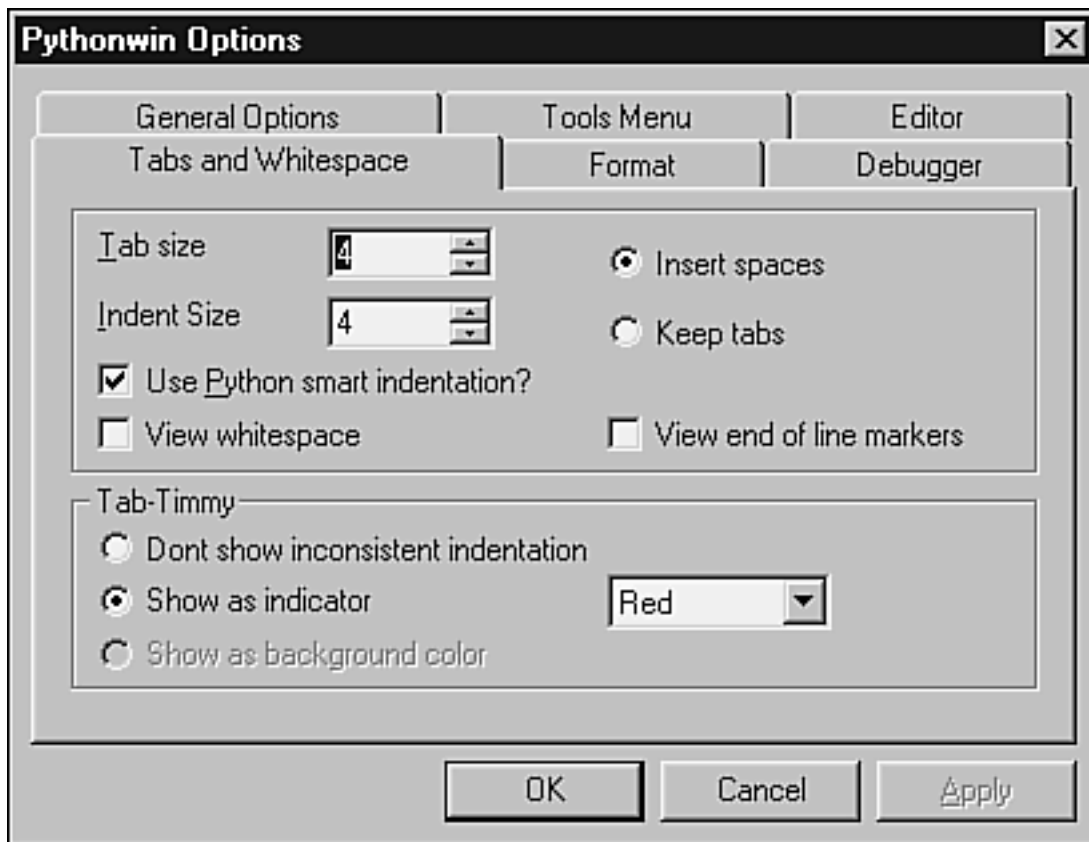 Pythonwin Options
General Options Tools Menu Editor
Tabs and Whitespace Format Debugger
Tab size 4 Insert spaces
Indent Size 4 Keep tabs
Use Python smart indentation?
View whitespace View end of line markers
Tab-Timmy
Dont show inconsistent indentation
Show as indicator Red
Show as background color
OK Cancel Apply